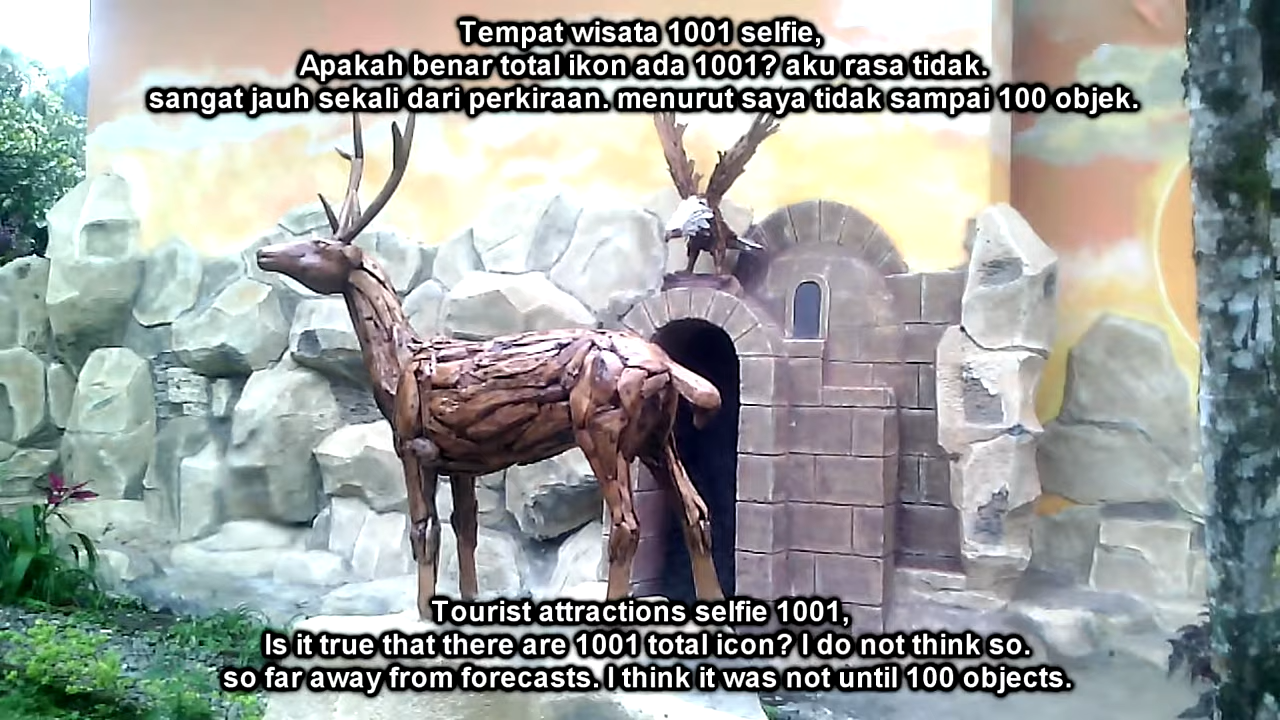 Tempat wisata 1001 selfie,
Apakah benar total ikon ada 1001? aku rasa tidak.
sangat jauh sekali dari perkiraan. menurut saya tidak sampai 100 objek.
Tourist attractions selfie 1001,
Is it true that there are 1001 total icon? I do not think so.
so far away from forecasts. I think it was not until 100 objects.